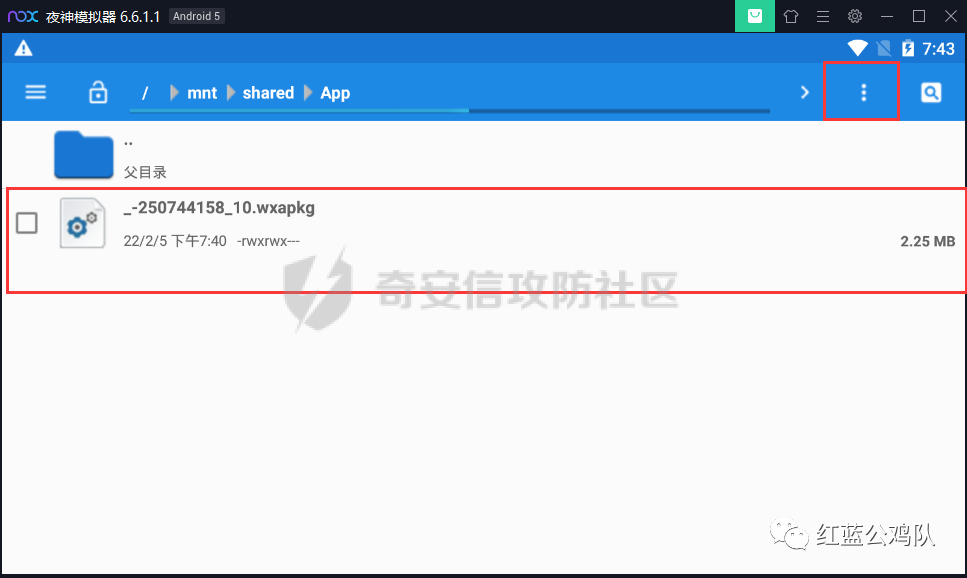 nox 夜神模拟器 6.6.1.1 Android 5
7:43
/ mnt shared App
..
父目录
_-250744158_10.wxapkg
22/2/5 下午7:40 -rwxrwx---
2.25 MB
奇安信攻防社区
红蓝公鸡队